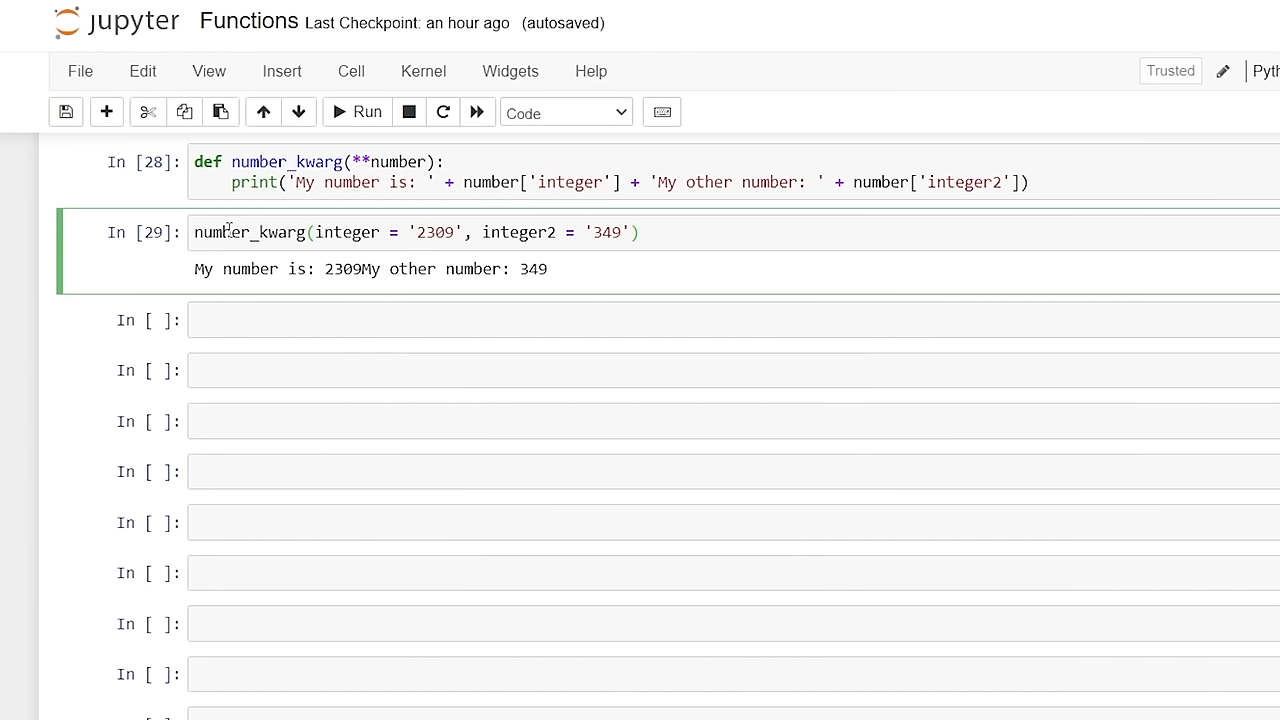 jupyter Functions Last Checkpoint: an hour ago (autosaved)
File Edit View Insert Cell Kernel Widgets Help Trusted Pyth
Run Code
In [28]: def number_kwarg(**number):
print('My number is: ' + number['integer'] + 'My other number: ' + number['integer2'])
In [29]: number_kwarg(integer = '2309', integer2 = '349')
My number is: 2309My other number: 349
In [ ]:
In [ ]:
In [ ]:
In [ ]:
In [ ]:
In [ ]:
In [ ]:
In [ ]: